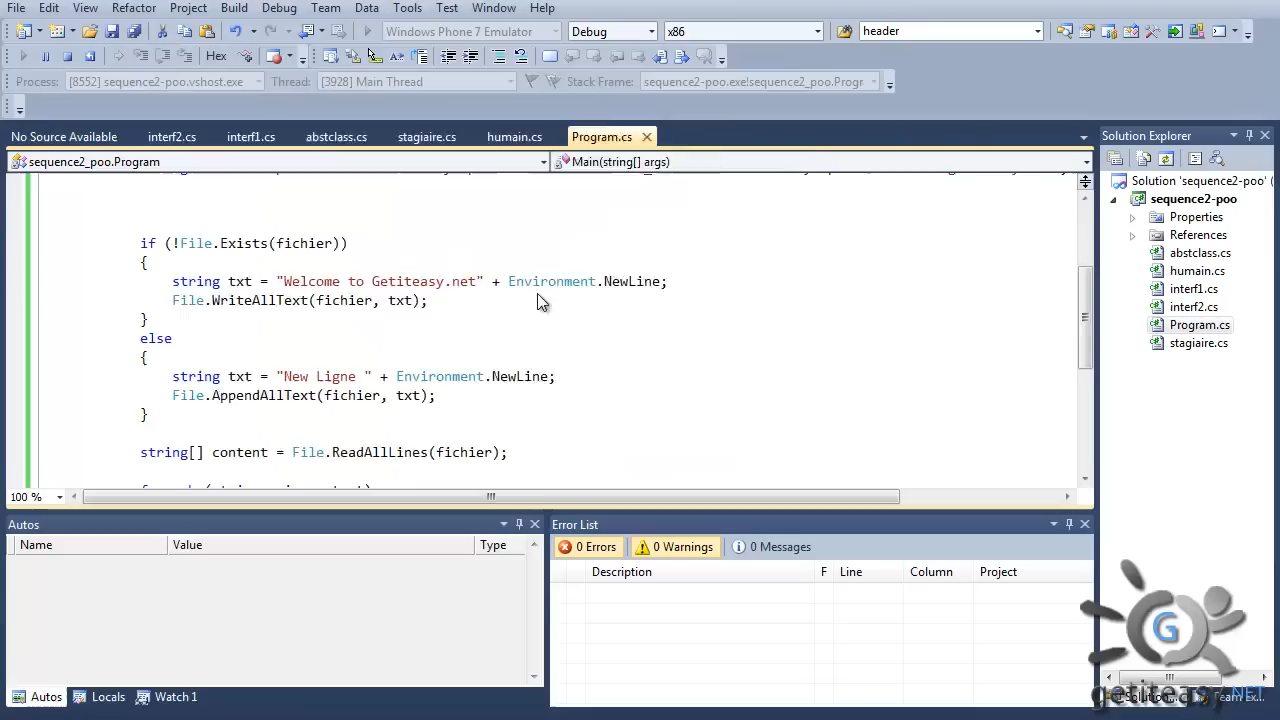 File Edit View Refactor Project Build Debug Team Data Tools Test Window Help
Windows Phone 7 Emulator Debug x86 header
Hex
Process: [8552] sequence2-poo.vshost.exe Thread: [3928] Main Thread Stack Frame: sequence2-poo.exe!sequence2_poo.Progr
No Source Available interf2.cs interf1.cs abstclass.cs stagiaire.cs humain.cs Program.cs
sequence2_poo.Program Main(string[] args)
if (!File.Exists(fichier))
{
string txt = "Welcome to Getiteasy.net" + Environment.NewLine;
File.WriteAllText(fichier, txt);
}
else
{
string txt = "New Ligne " + Environment.NewLine;
File.AppendAllText(fichier, txt);
}
string[] content = File.ReadAllLines(fichier);
100 %
Solution Explorer
Solution 'sequence2-poo' (
sequence2-poo
Properties
References
abstclass.cs
humain.cs
interf1.cs
interf2.cs
Program.cs
stagiaire.cs
Autos
Name Value Type
Autos Locals Watch 1
Error List
0 Errors 0 Warnings 0 Messages
Description F Line Column Project
G
getiteasy.NET